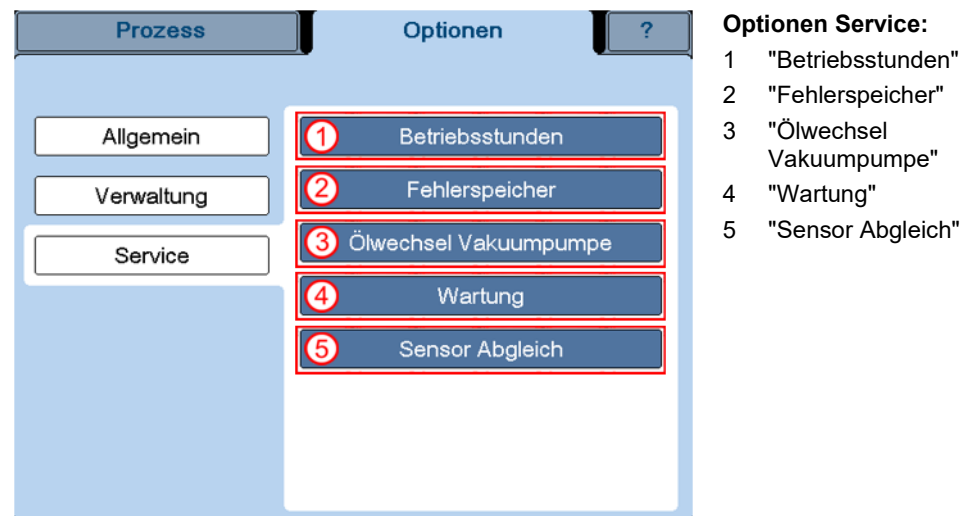 Prozess
Optionen
?
Allgemein
Verwaltung
Service
1 Betriebsstunden
2 Fehlerspeicher
3 Ölwechsel Vakuumpumpe
4 Wartung
5 Sensor Abgleich
Optionen Service:
1 "Betriebsstunden"
2 "Fehlerspeicher"
3 "Ölwechsel
Vakuumpumpe"
4 "Wartung"
5 "Sensor Abgleich"